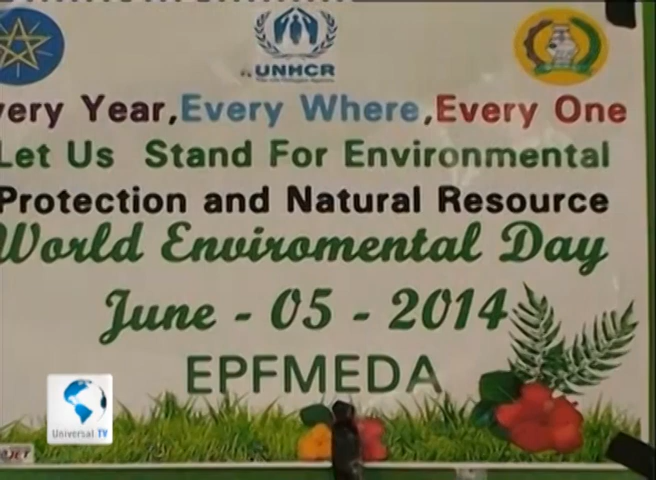 UNHCR
very Year,Every Where,Every One
Let Us Stand For Environmental
Protection and Natural Resource
World Enviromental Day
June - 05 - 2014
EPFMEDA
Universal TV
JET